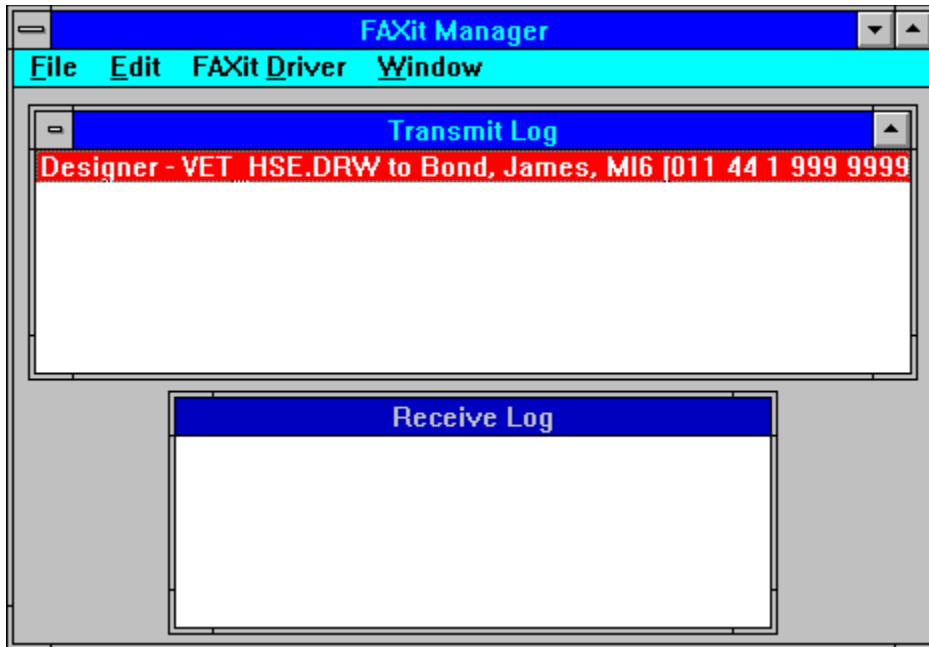 FAXit Manager
File Edit FAXit Driver Window
Transmit Log
Designer - VET_HSE.DRW to Bond, James, MI6 [011 44 1 999 9999
Receive Log